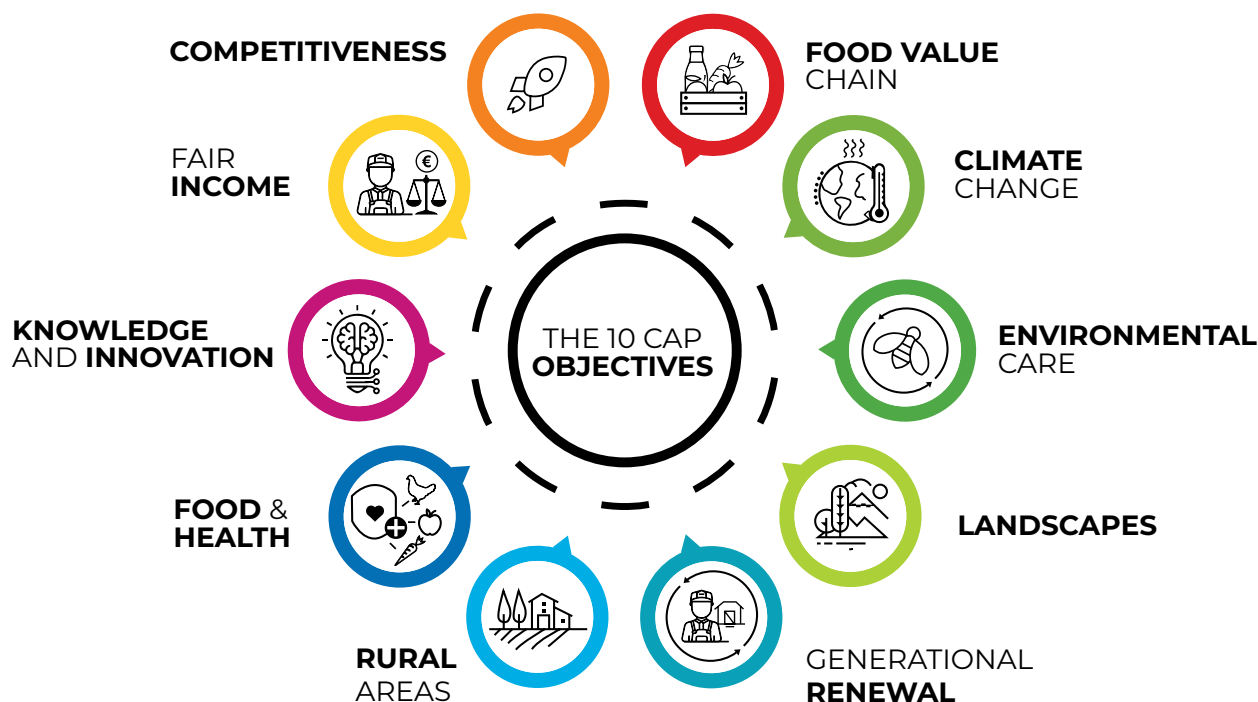 COMPETITIVENESS
FOOD VALUE
CHAIN
FAIR
INCOME
€
CLIMATE
CHANGE
KNOWLEDGE
AND INNOVATION
THE 10 CAP
OBJECTIVES
ENVIRONMENTAL
CARE
FOOD &
HEALTH
LANDSCAPES
RURAL
AREAS
GENERATIONAL
RENEWAL